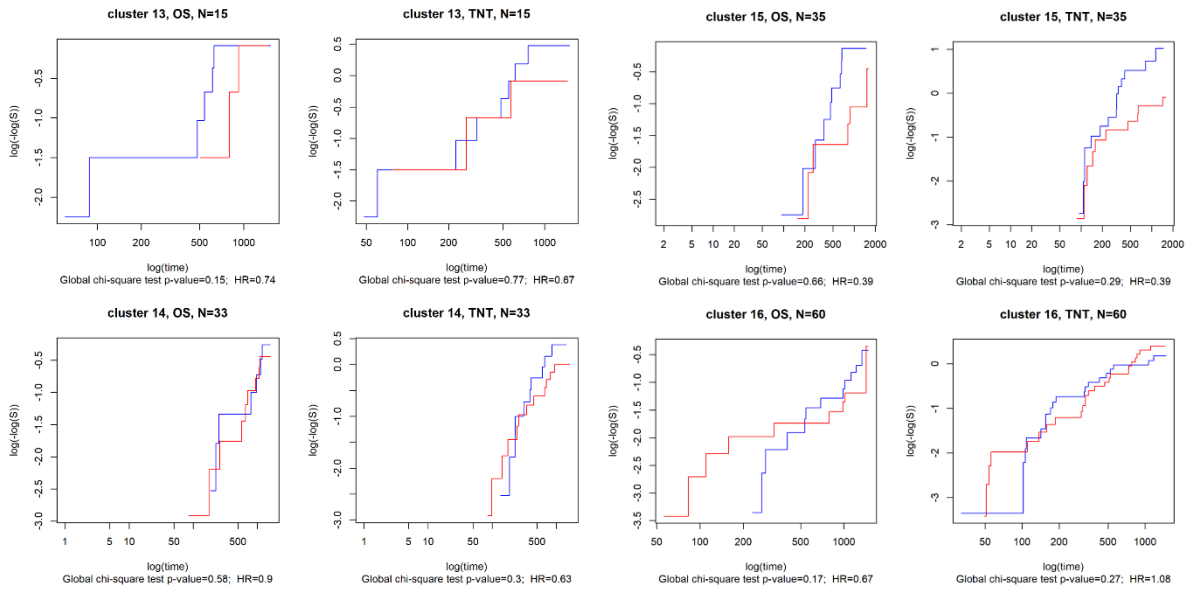 cluster 13, OS, N=15
log(-log(S))
-0.5
-1.0
-1.5
-2.0
100 200 500 1000
log(time)
Global chi-square test p-value=0.15; HR=0.74
cluster 13, TNT, N=15
log(-log(S))
0.5
0.0
-0.5
-1.0
-1.5
-2.0
50 100 200 500 1000
log(time)
Global chi-square test p-value=0.77; HR=0.67
cluster 15, OS, N=35
log(-log(S))
-0.5
-1.0
-1.5
-2.0
-2.5
2 5 10 20 50 200 500 2000
log(time)
Global chi-square test p-value=0.66; HR=0.39
cluster 15, TNT, N=35
log(-log(S))
1
0
-1
-2
-3
2 5 10 20 50 200 500 2000
log(time)
Global chi-square test p-value=0.29; HR=0.39
cluster 14, OS, N=33
log(-log(S))
-0.5
-1.0
-1.5
-2.0
-2.5
-3.0
1 5 10 50 500
log(time)
Global chi-square test p-value=0.58; HR=0.9
cluster 14, TNT, N=33
log(-log(S))
0.5
0.0
-1.0
-2.0
-3.0
1 5 10 50 500
log(time)
Global chi-square test p-value=0.3; HR=0.63
cluster 16, OS, N=60
log(-log(S))
-0.5
-1.0
-1.5
-2.0
-2.5
-3.0
-3.5
50 100 200 500 1000
log(time)
Global chi-square test p-value=0.17; HR=0.67
cluster 16, TNT, N=60
log(-log(S))
0
-1
-2
-3
50 100 200 500 1000
log(time)
Global chi-square test p-value=0.27; HR=1.08